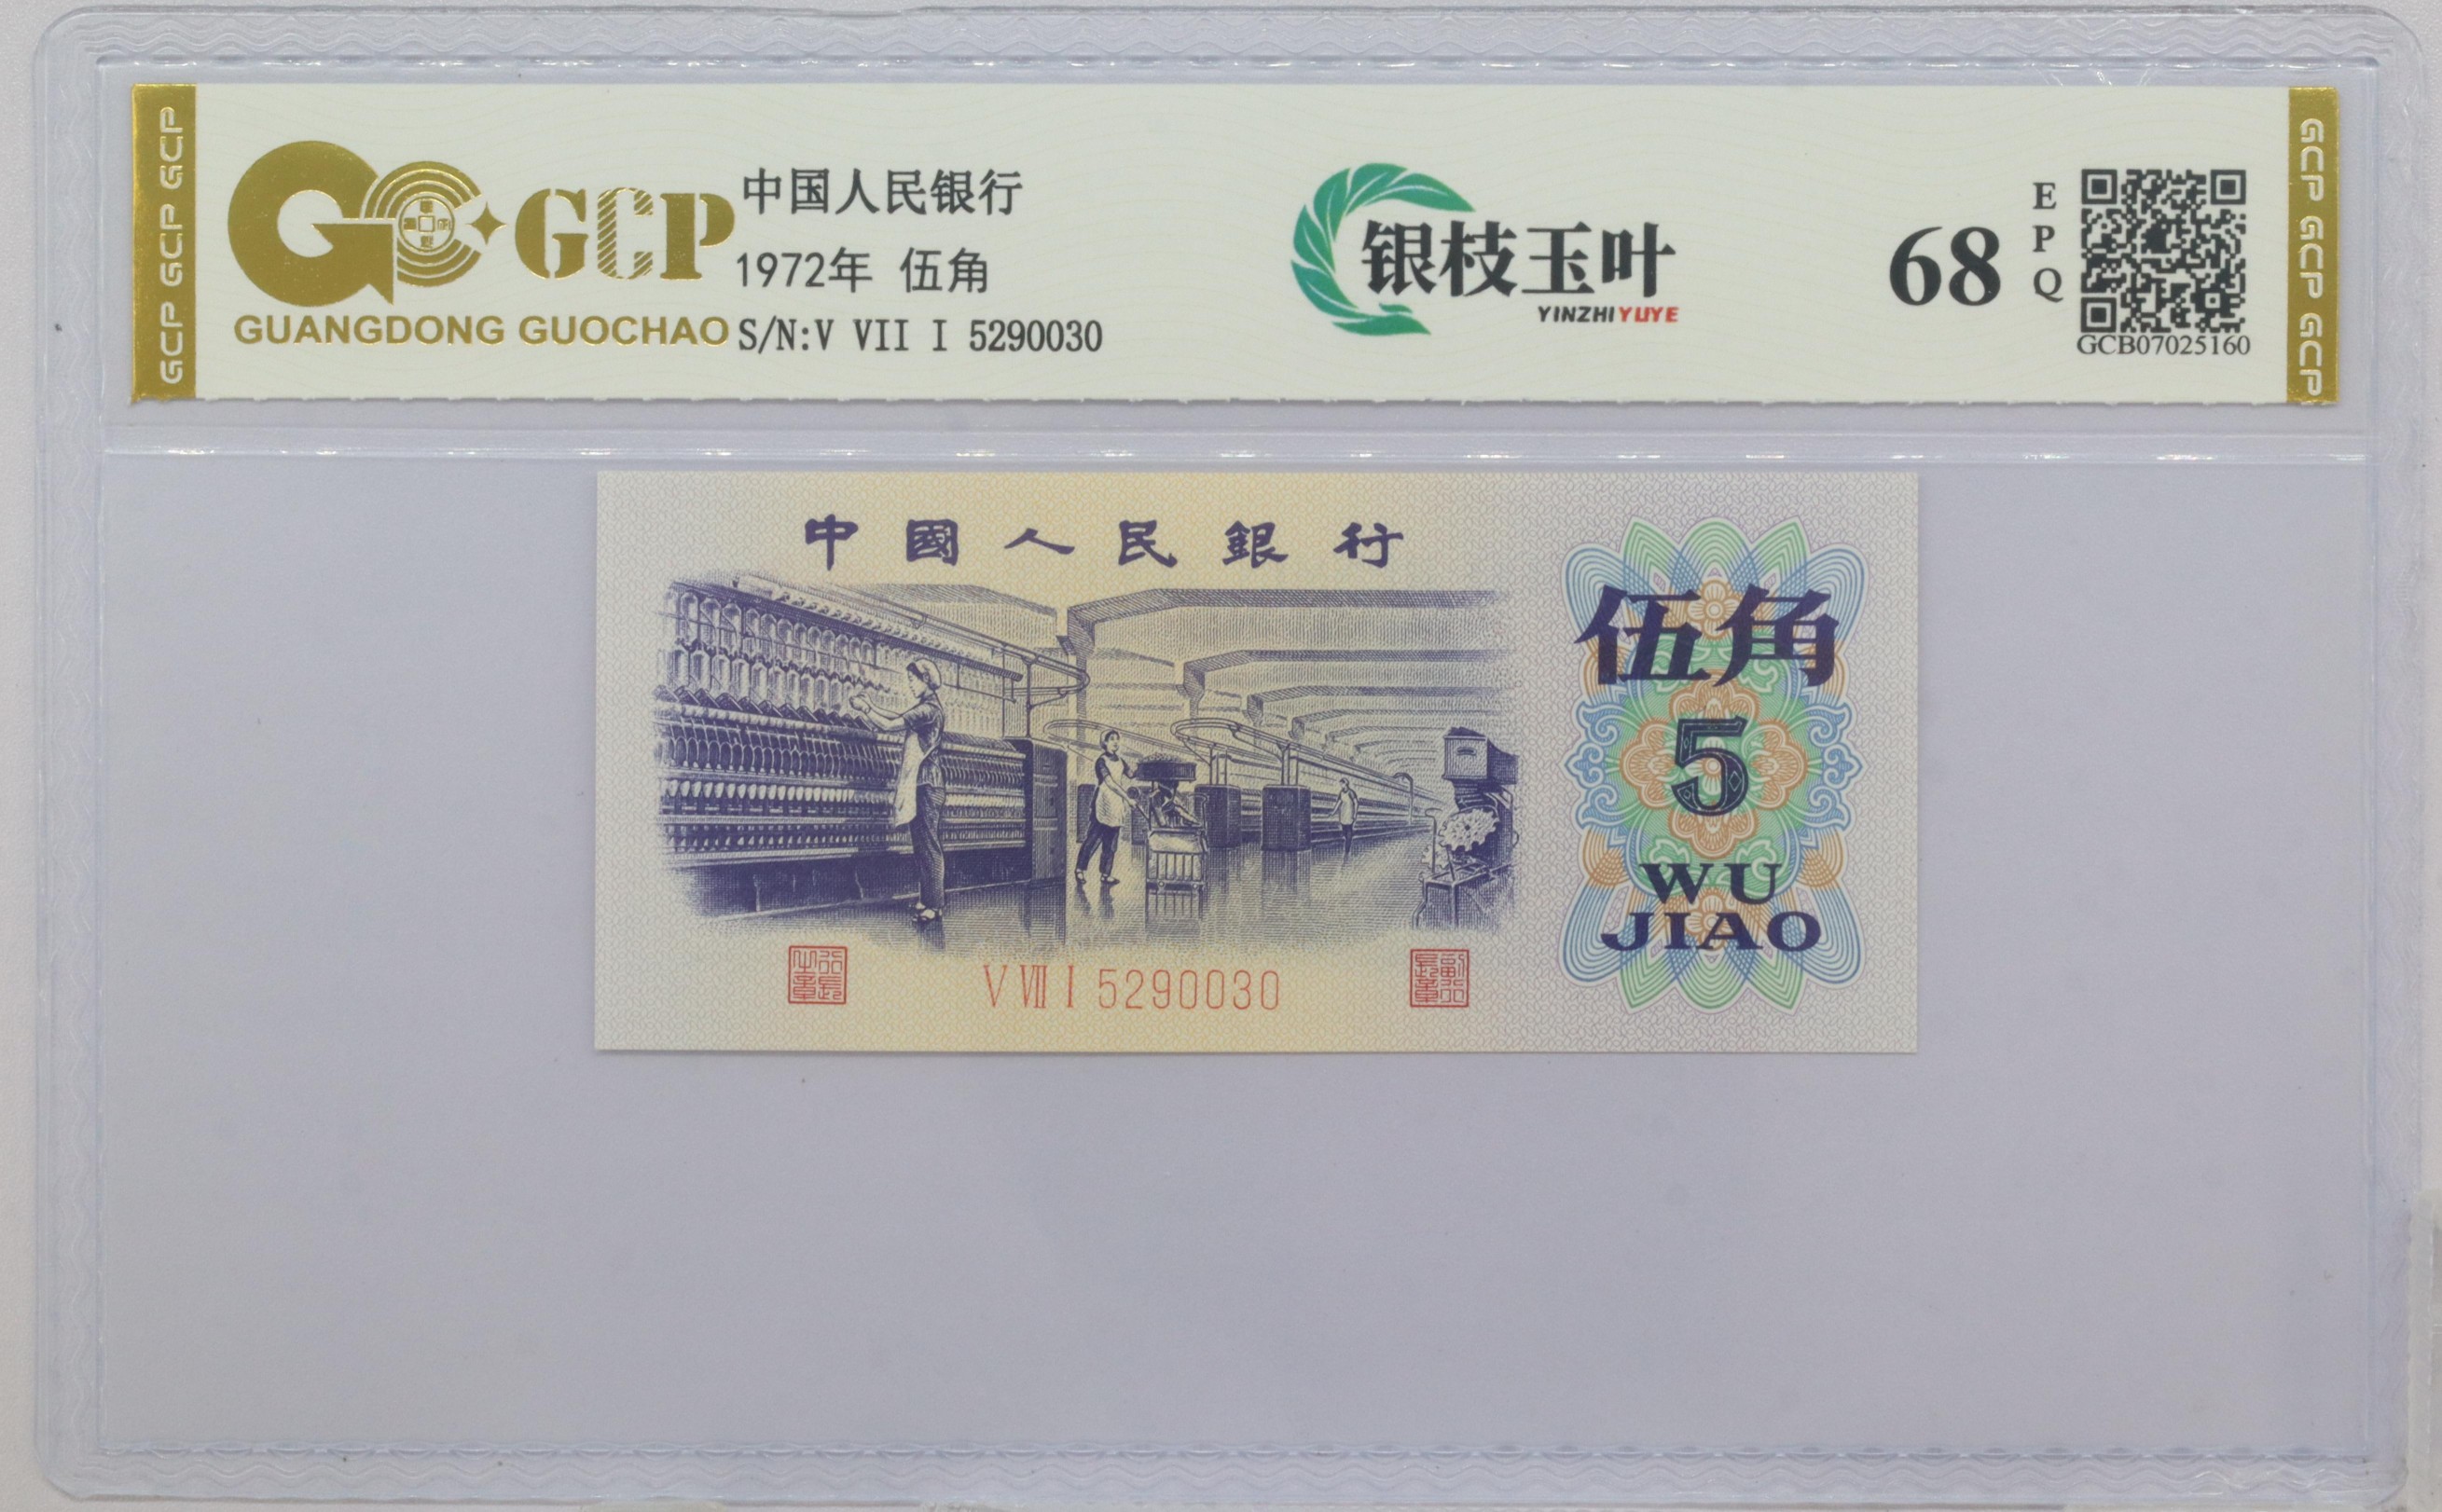 GCP GCP GCP
GCP
GUANGDONG GUOCHAO
中国人民银行
1972年 伍角
S/N:V VII I 5290030
银枝玉叶
YINZHIYUYE
68
EPQ
GCB07025160
GCP GCP GCP
中國人民銀行
伍角
5
WU
JIAO
V VII I 5290030